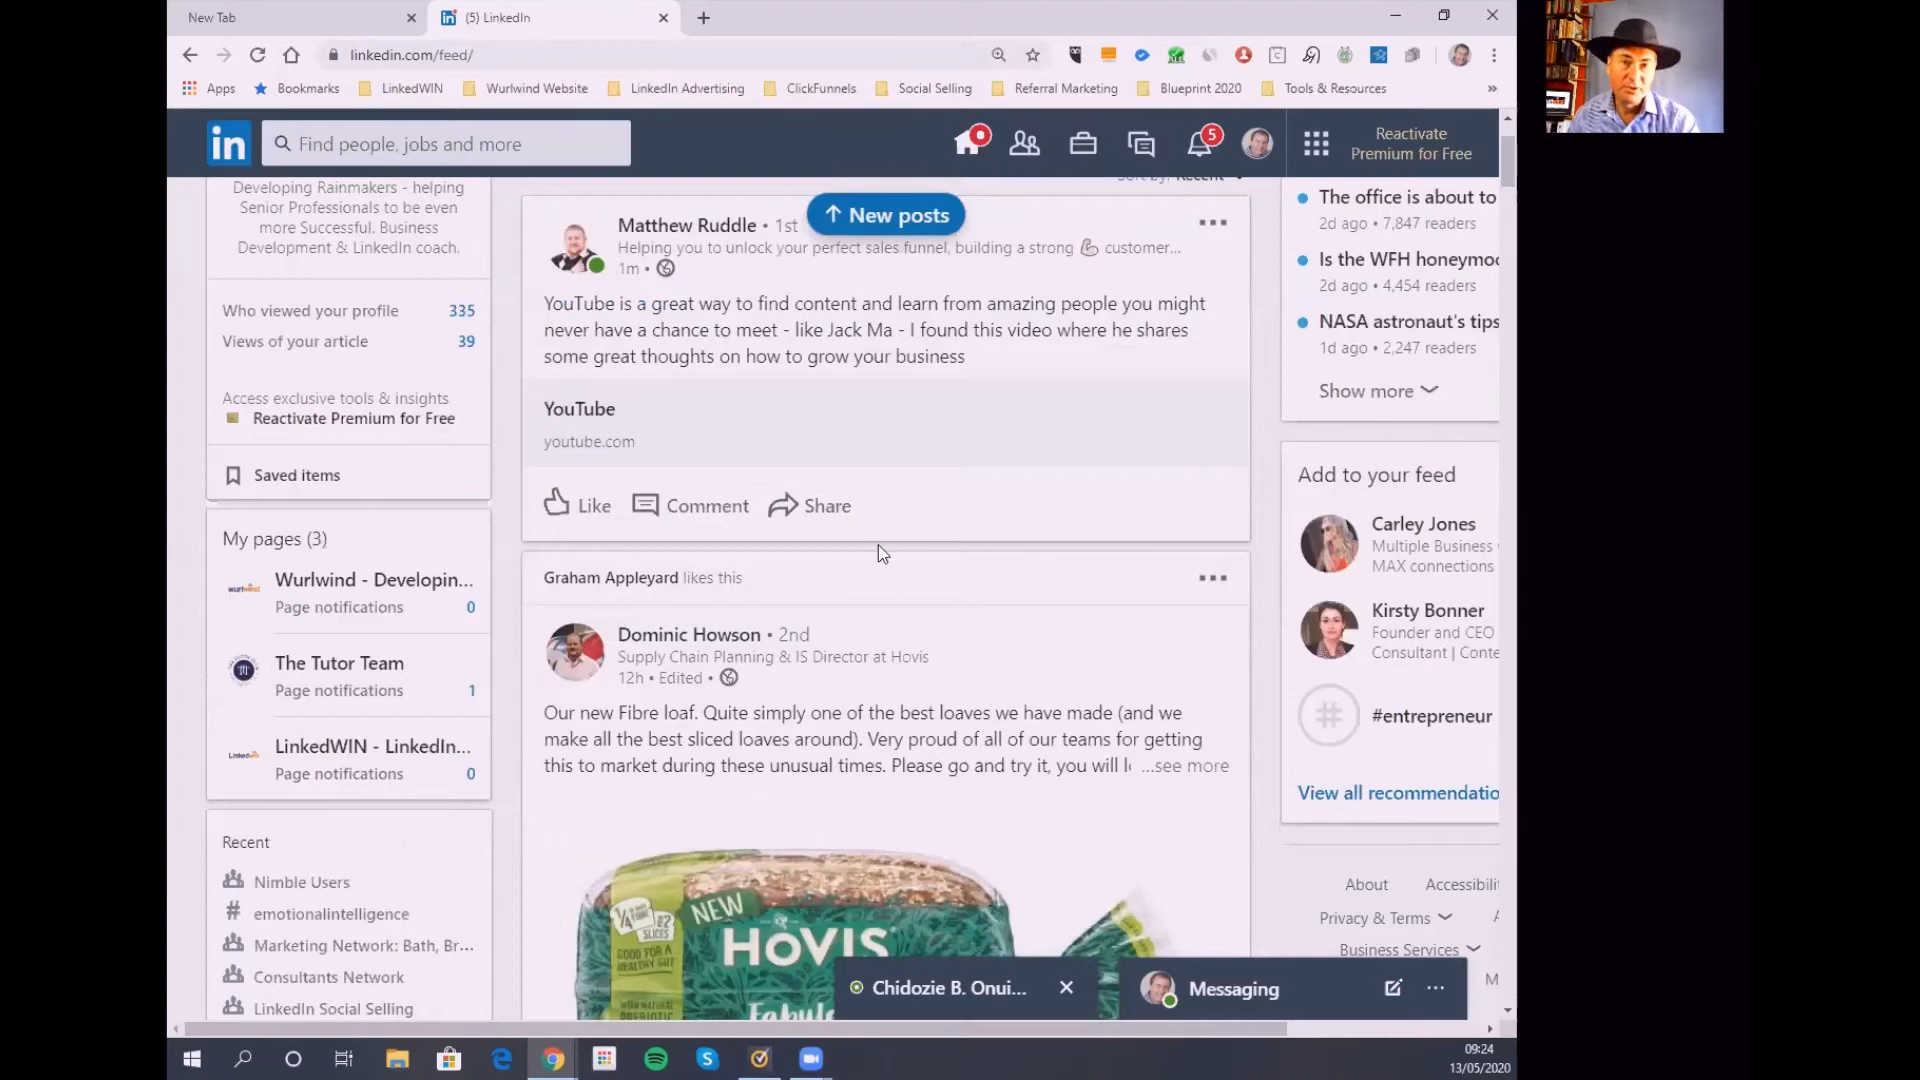 New Tab
(5) LinkedIn
linkedin.com/feed/
Apps
Bookmarks
LinkedWIN
Wurlwind Website
LinkedIn Advertising
ClickFunnels
Social Selling
Referral Marketing
Blueprint 2020
Tools & Resources
in
Find people, jobs and more
5
Reactivate
Premium for Free
Developing Rainmakers - helping
Senior Professionals to be even
more Successful. Business
Development & LinkedIn coach.
Who viewed your profile 335
Views of your article 39
Access exclusive tools & insights
Reactivate Premium for Free
Saved items
My pages (3)
Wurlwind - Developin...
Page notifications 0
The Tutor Team
Page notifications 1
LinkedWIN - LinkedIn...
Page notifications 0
Recent
Nimble Users
emotionalintelligence
Marketing Network: Bath, Br...
Consultants Network
LinkedIn Social Selling
Sort by: Recent
New posts
Matthew Ruddle • 1st
Helping you to unlock your perfect sales funnel, building a strong customer...
1m •
YouTube is a great way to find content and learn from amazing people you might
never have a chance to meet - like Jack Ma - I found this video where he shares
some great thoughts on how to grow your business
YouTube
youtube.com
Like
Comment
Share
Graham Appleyard likes this
Dominic Howson • 2nd
Supply Chain Planning & IS Director at Hovis
12h • Edited •
Our new Fibre loaf. Quite simply one of the best loaves we have made (and we
make all the best sliced loaves around). Very proud of all of our teams for getting
this to market during these unusual times. Please go and try it, you will l ...see more
NEW
HOVIS
GOOD FOR A
HEALTHY GUT
The office is about to
2d ago • 7,847 readers
Is the WFH honeymoo
2d ago • 4,454 readers
NASA astronaut's tips
1d ago • 2,247 readers
Show more
Add to your feed
Carley Jones
Multiple Business
MAX connections
Kirsty Bonner
Founder and CEO
Consultant | Conte
#entrepreneur
View all recommendatio
About
Accessibili
Privacy & Terms
Business Services
Chidozie B. Onui...
Messaging
09:24
13/05/2020